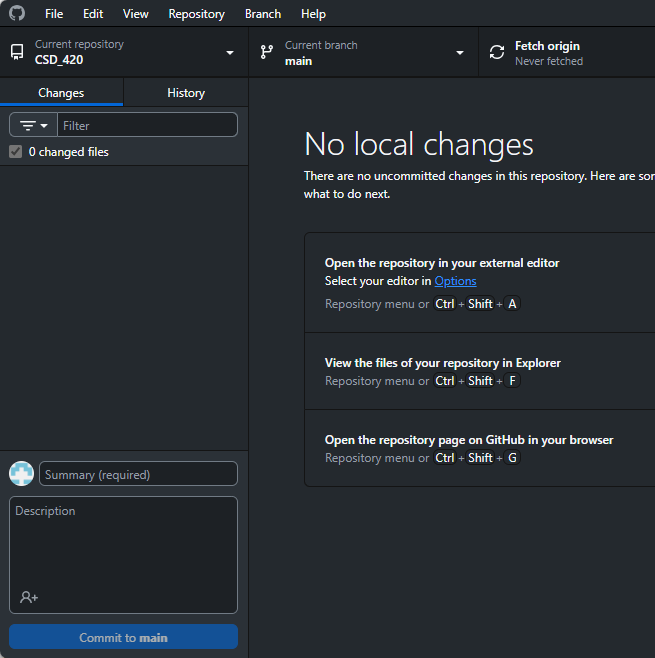 File Edit View Repository Branch Help
Current repository
CSD_420
Current branch
main
Fetch origin
Never fetched
Changes History
Filter
0 changed files
No local changes
There are no uncommitted changes in this repository. Here are
what to do next.
Open the repository in your external editor
Select your editor in Options
Repository menu or Ctrl + Shift + A
View the files of your repository in Explorer
Repository menu or Ctrl + Shift + F
Open the repository page on GitHub in your browser
Repository menu or Ctrl + Shift + G
Summary (required)
Description
Commit to main